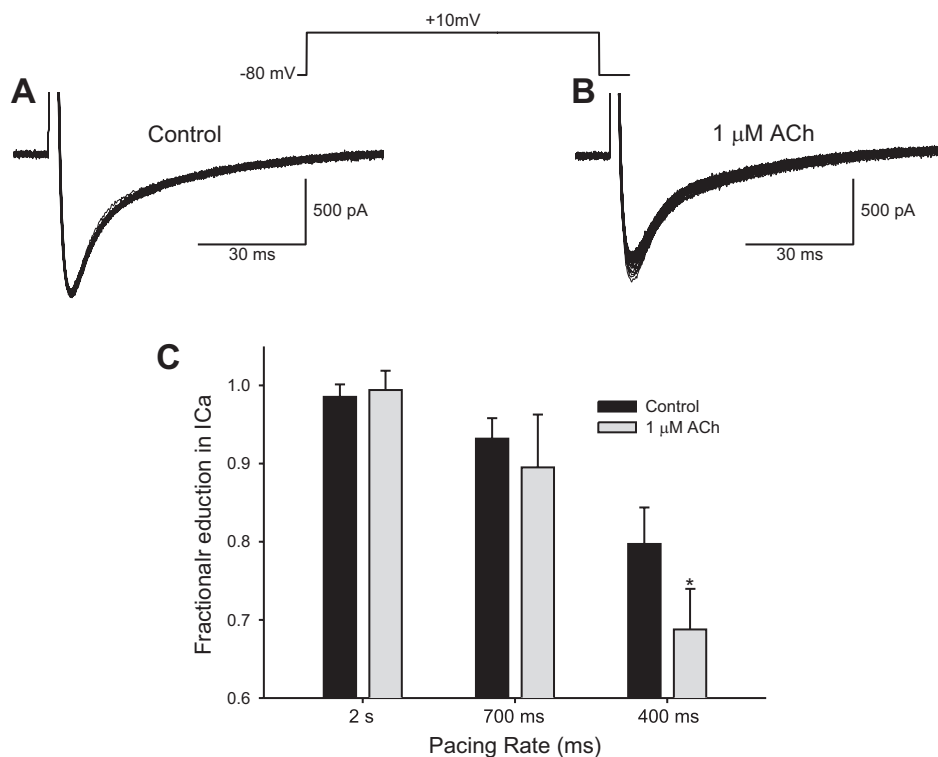 +10mV
-80 mV
A
B
Control
1 μM ACh
500 pA
30 ms
500 pA
30 ms
C
Fractionalr eduction in ICa
1.0
0.9
0.8
0.7
0.6
Control
1 μM ACh
*
2 s
700 ms
400 ms
Pacing Rate (ms)